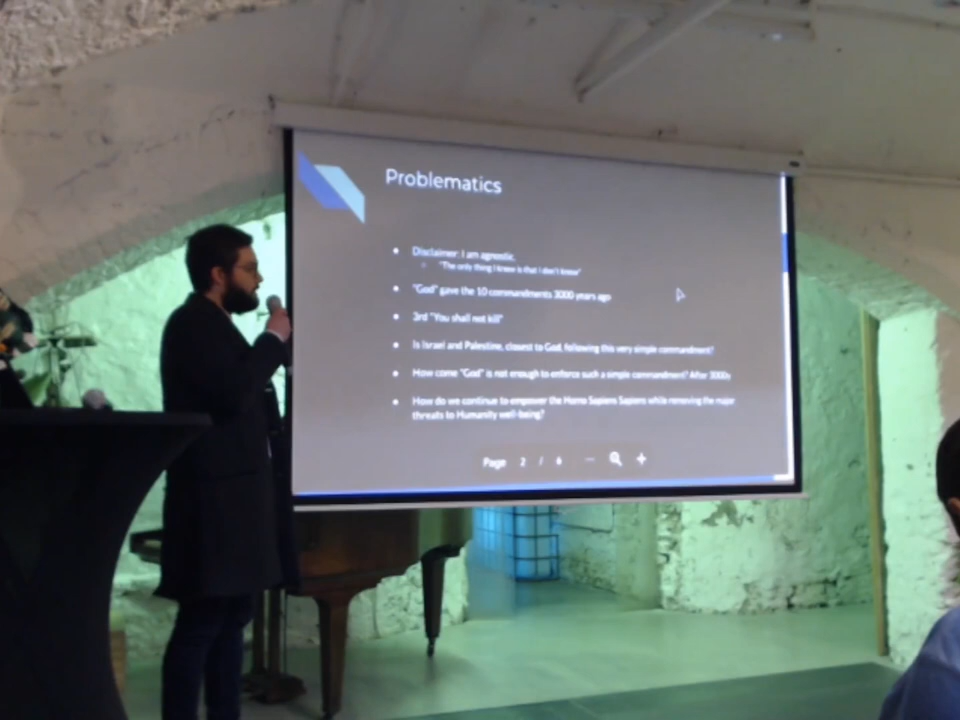 Problematics
Disclaimer: I am agnostic.
"The only thing I know is that I don't know"
"God" gave the 10 commandments 3000 years ago
3rd "You shall not kill"
Is Israel and Palestine, closest to God, following this very simple commandment?
How come "God" is not enough to enforce such a simple commandment? After 3000s
How do we continue to empower the Homo Sapiens Sapiens while removing the major
threats to Humanity well-being?
Page 2 / 6